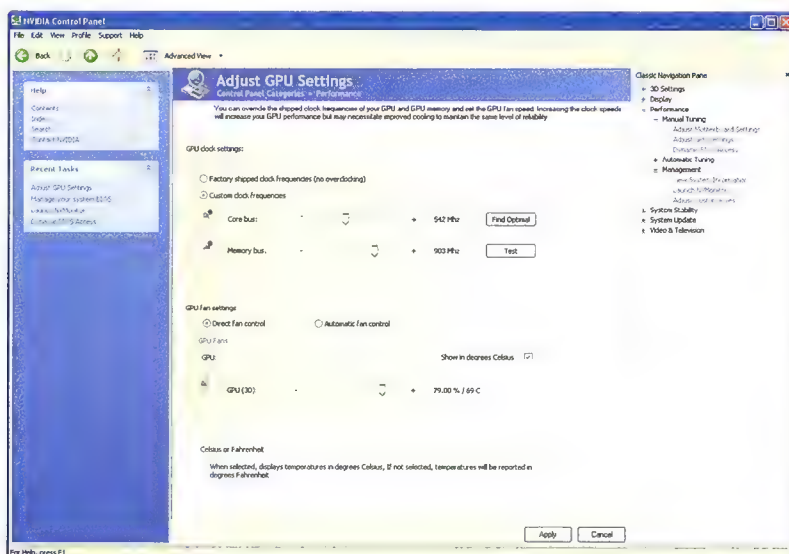 NVIDIA Control Panel
File Edit View Profile Support Help
Back
Advanced View
Help
Contents
Index
Search
Contact NVIDIA
Recent Tasks
Adjust GPU Settings
Manage your system
Adjust GPU Settings
Control Panel Categories » Performance
You can override the shipped clock frequencies of your GPU and GPU memory and set the GPU fan speed. Increasing the clock speeds
will increase your GPU performance but may necessitate improved cooling to maintain the same level of reliability
GPU clock settings:
Factory shipped clock frequencies (no overclocking)
Custom clock frequencies
Core bus: - + 542 Mhz Find Optimal
Memory bus: - + 903 Mhz Test
GPU fan settings
Direct fan control Automatic fan control
GPU Fans
GPU: Show in degrees Celsius
GPU (3D) - + 79.00 % / 69 C
Celsius or Fahrenheit
When selected, displays temperatures in degrees Celsius, If not selected, temperatures will be reported in
degrees Fahrenheit
Apply Cancel
Classic Navigation Pane
3D Settings
Display
Performance
Manual Tuning
Automatic Tuning
Management
System Stability
System Update
Video & Television
For Help, press F1